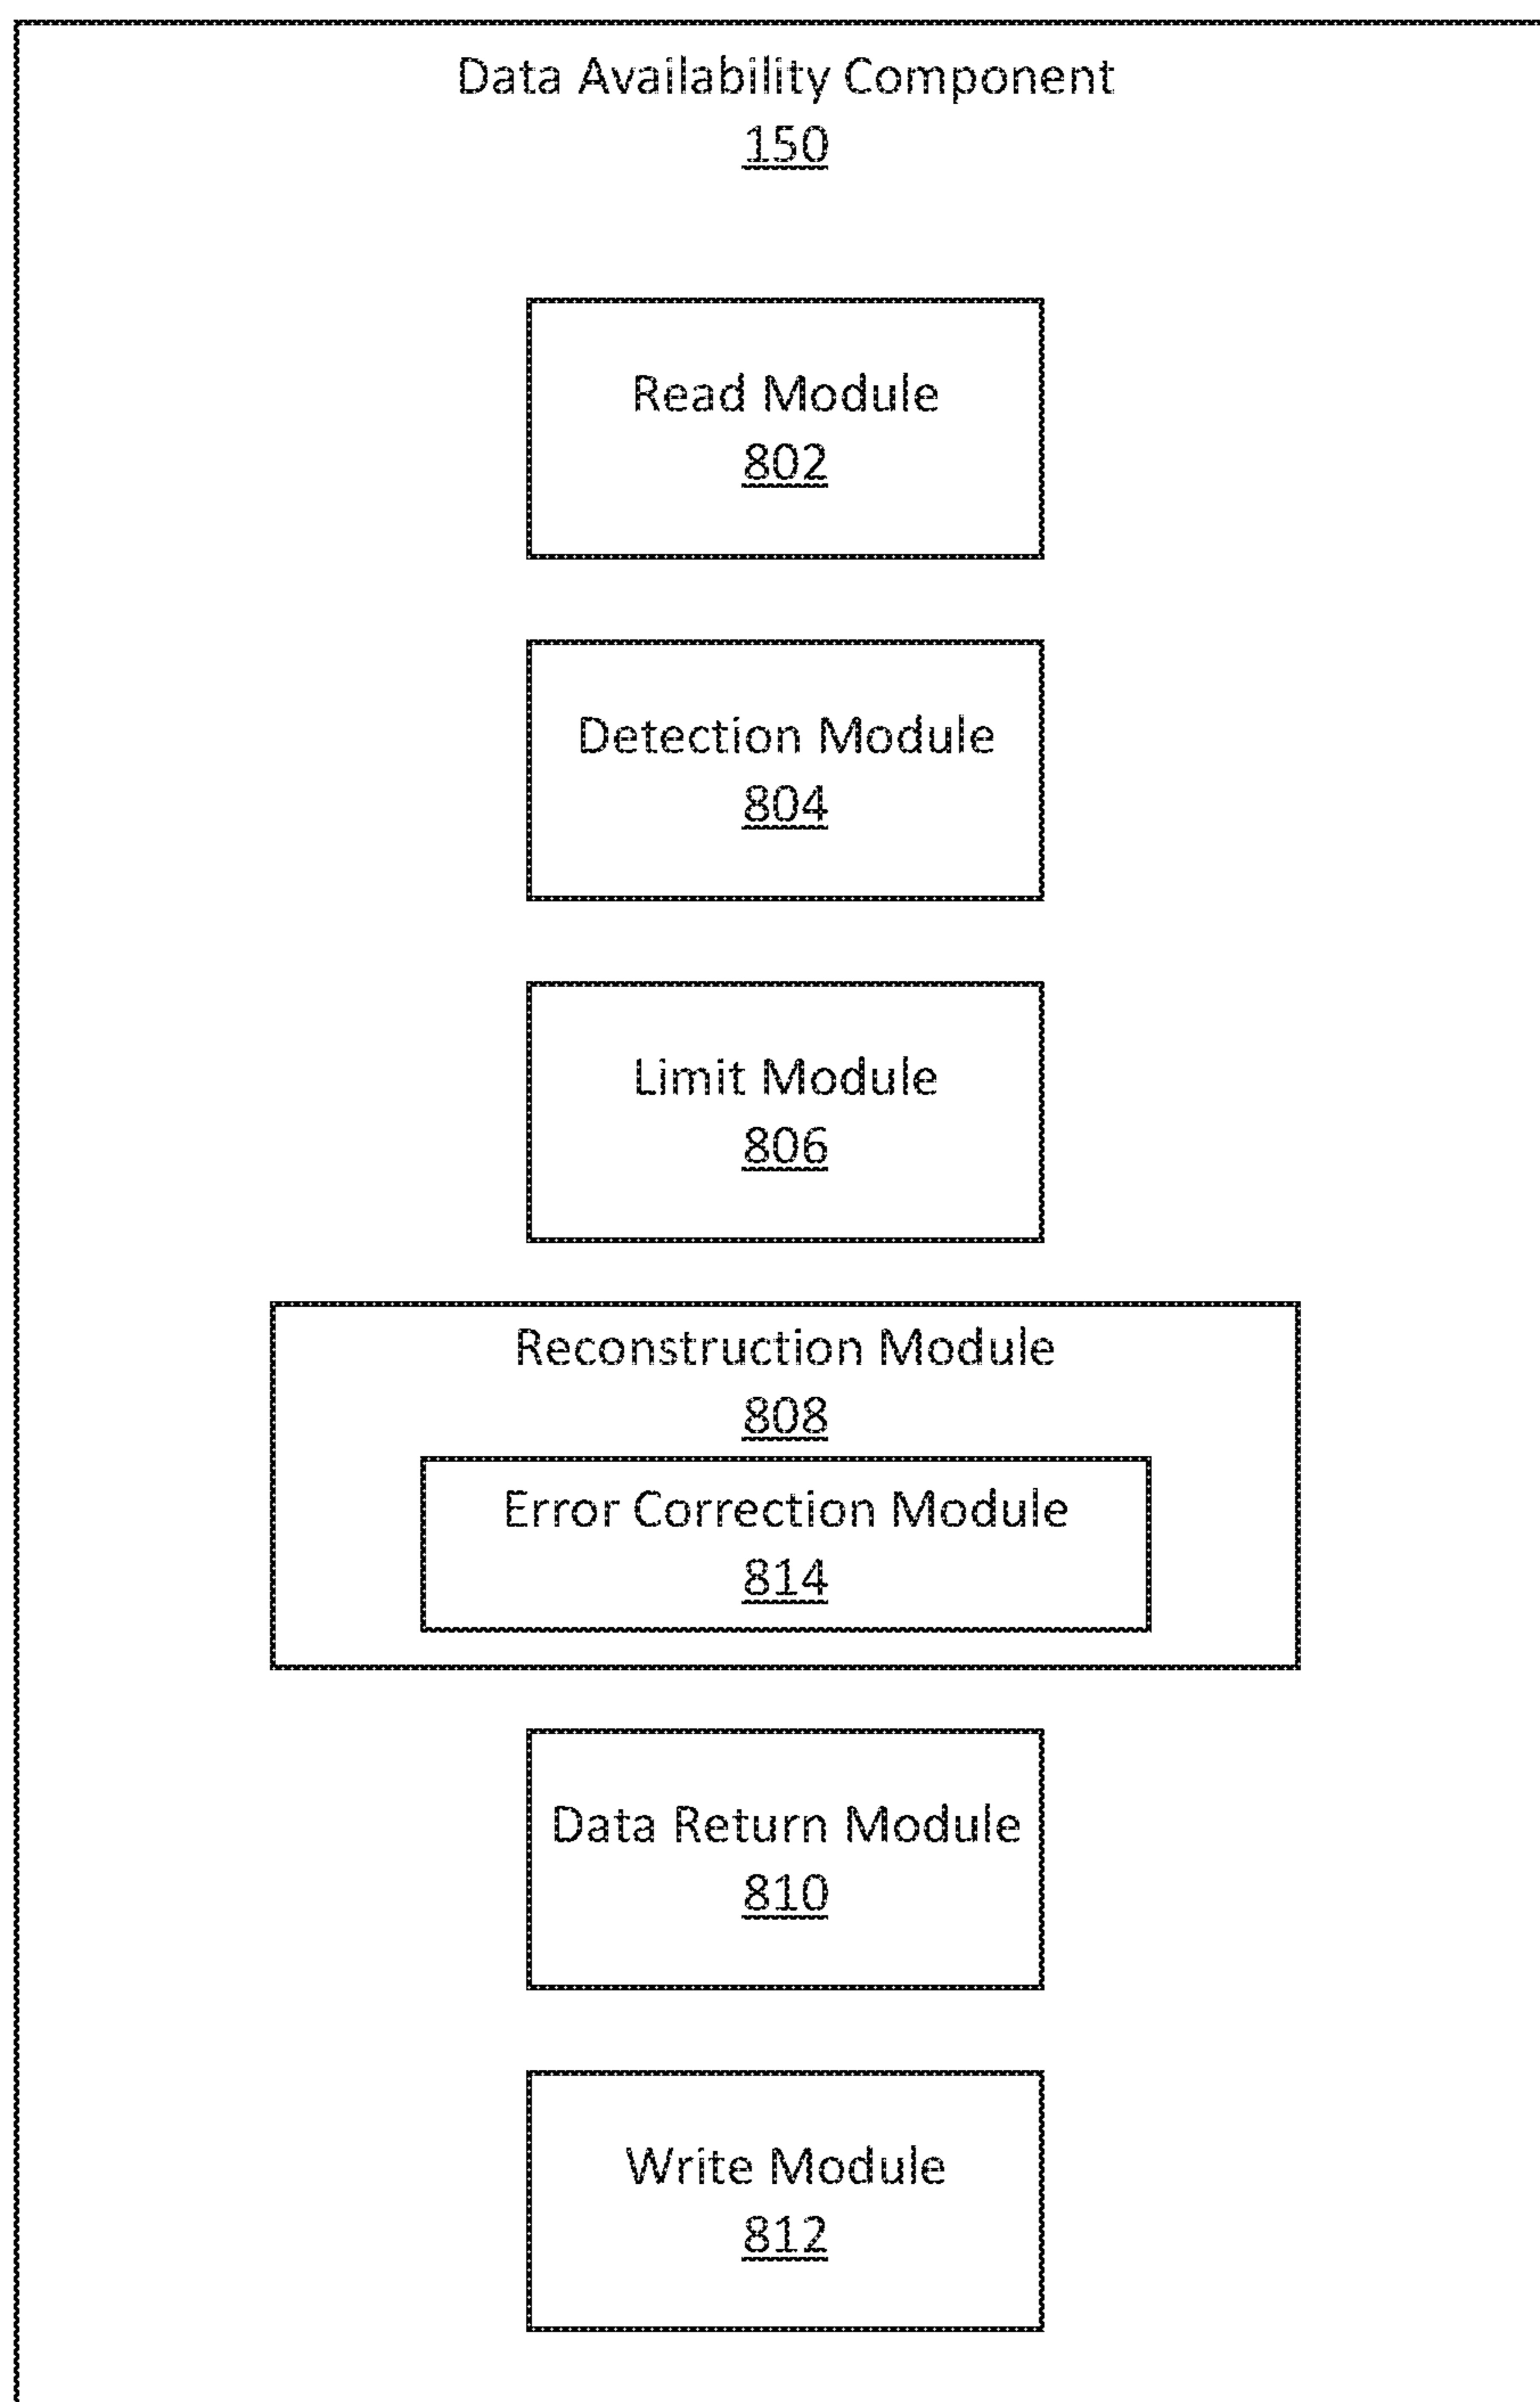 Data Availability Component
150
Read Module
802
Detection Module
804
Limit Module
806
Reconstruction Module
808
Error Correction Module
814
Data Return Module
810
Write Module
812